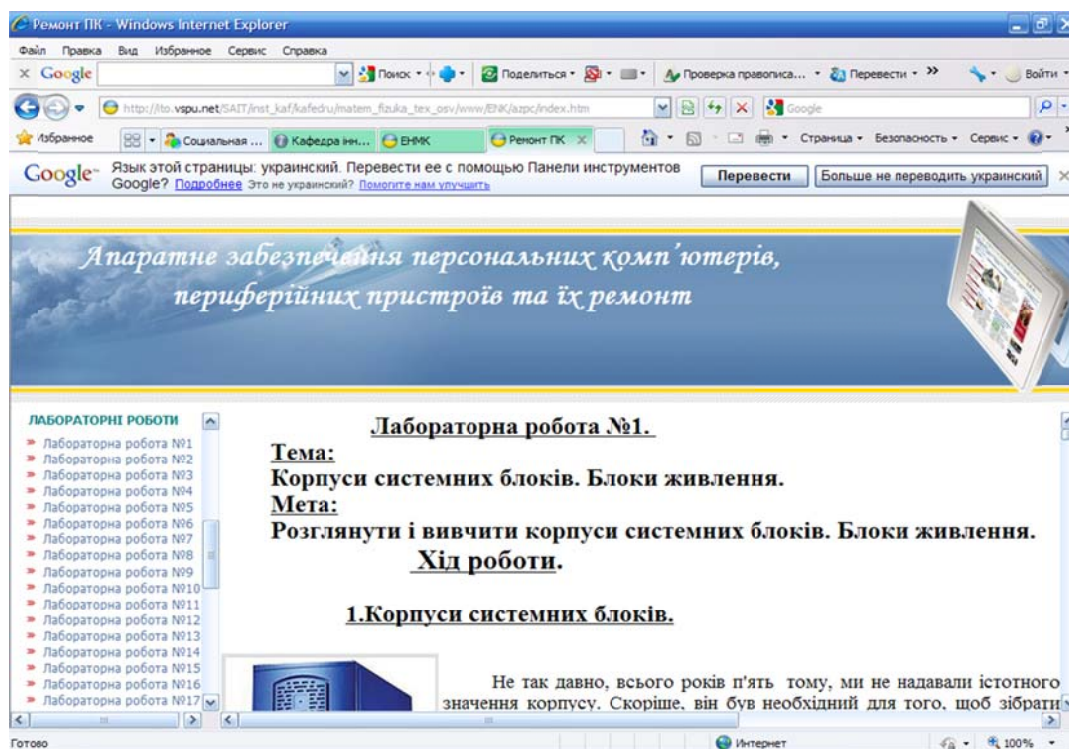 Ремонт ПК - Windows Internet Explorer
Файл Правка Вид Избранное Сервис Справка
Google Поиск Поделиться Проверка правописа... Перевести Войти
http://ito.vspu.net/SAIT/inst_kaf/kafedru/matem_fizuka_tex_osv/www/ENK/azpc/index.htm Google
Избранное Социальная ... Кафедра інн... ЕНМК Ремонт ПК Страница Безопасность Сервис
Google Язык этой страницы: украинский. Перевести ее с помощью Панели инструментов
Google? Подробнее Это не украинский? Помогите нам улучшить
Перевести Больше не переводить украинский
Апаратне забезпечення персональних комп'ютерів,
периферійних пристроїв та їх ремонт
ЛАБОРАТОРНІ РОБОТИ
Лабораторна робота №1
Лабораторна робота №2
Лабораторна робота №3
Лабораторна робота №4
Лабораторна робота №5
Лабораторна робота №6
Лабораторна робота №7
Лабораторна робота №8
Лабораторна робота №9
Лабораторна робота №10
Лабораторна робота №11
Лабораторна робота №12
Лабораторна робота №13
Лабораторна робота №14
Лабораторна робота №15
Лабораторна робота №16
Лабораторна робота №17
Лабораторна робота №1.
Тема:
Корпуси системних блоків. Блоки живлення.
Мета:
Розглянути і вивчити корпуси системних блоків. Блоки живлення.
Хід роботи.
1.Корпуси системних блоків.
Не так давно, всього років п'ять тому, ми не надавали істотного
значення корпусу. Скоріше, він був необхідний для того, щоб зібрати
Готово Интернет 100%